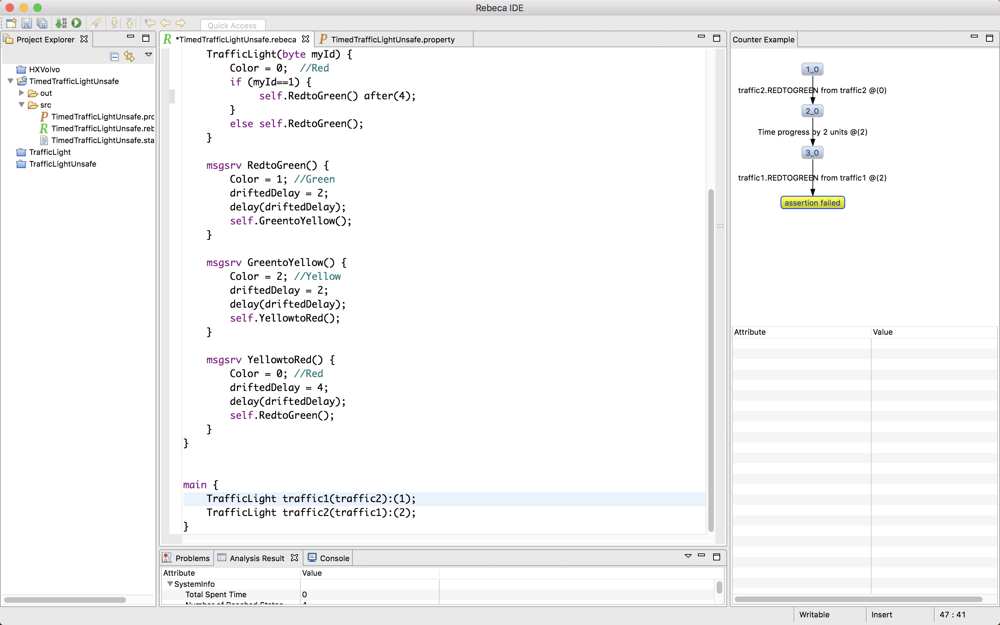 Rebeca IDE
Quick Access
Project Explorer
HXVolvo
TimedTrafficLightUnsafe
out
src
TimedTrafficLightUnsafe.pro
TimedTrafficLightUnsafe.reb
TimedTrafficLightUnsafe.sta
TrafficLight
TrafficLightUnsafe
*TimedTrafficLightUnsafe.rebeca
TimedTrafficLightUnsafe.property
TrafficLight(byte myId) {
Color = 0;  //Red
if (myId==1) {
self.RedtoGreen() after(4);
}
else self.RedtoGreen();
}
msgsrv RedtoGreen() {
Color = 1; //Green
driftedDelay = 2;
delay(driftedDelay);
self.GreentoYellow();
}
msgsrv GreentoYellow() {
Color = 2; //Yellow
driftedDelay = 2;
delay(driftedDelay);
self.YellowtoRed();
}
msgsrv YellowtoRed() {
Color = 0; //Red
driftedDelay = 4;
delay(driftedDelay);
self.RedtoGreen();
}
}
main {
TrafficLight traffic1(traffic2):(1);
TrafficLight traffic2(traffic1):(2);
}
Problems
Analysis Result
Console
Attribute Value
SystemInfo
Total Spent Time 0
Number of Reached States 4
Counter Example
1_0
traffic2.REDTOGREEN from traffic2 @(0)
2_0
Time progress by 2 units @(2)
3_0
traffic1.REDTOGREEN from traffic1 @(2)
assertion failed
Attribute Value
Writable Insert 47 : 41